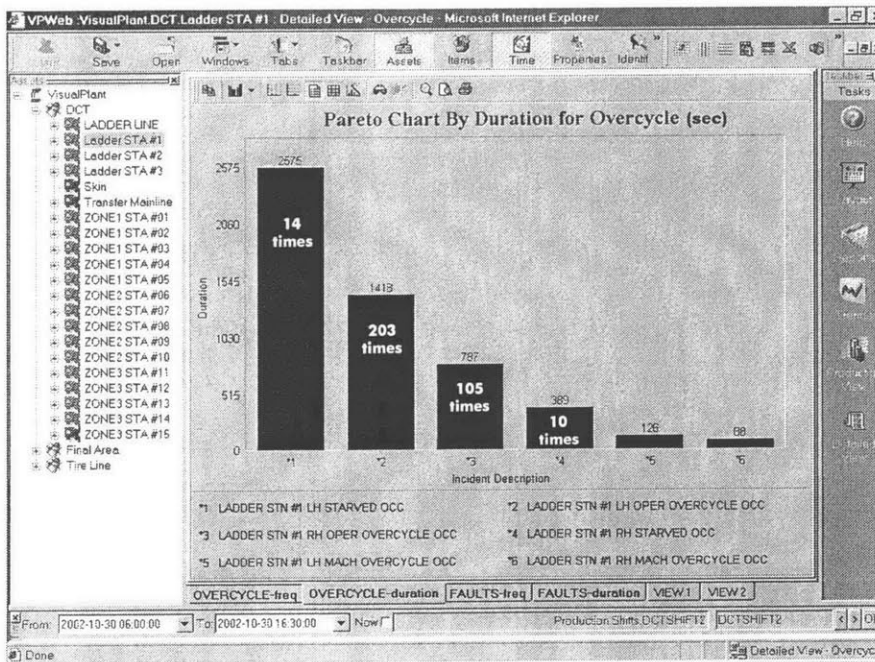 VPWeb :VisualPlant.DCT.Ladder STA #1 : Detailed View - Overcycle - Microsoft Internet Explorer
Save Open Windows Tabs Taskbar Assets Items Time Properties Identif
Taskbar
Tasks
VisualPlant
DCT
LADDER LINE
Ladder STA #1
Ladder STA #2
Ladder STA #3
Skin
Transfer Mainline
ZONE1 STA #01
ZONE1 STA #02
ZONE1 STA #03
ZONE1 STA #04
ZONE1 STA #05
ZONE2 STA #06
ZONE2 STA #07
ZONE2 STA #08
ZONE2 STA #09
ZONE2 STA #10
ZONE3 STA #11
ZONE3 STA #12
ZONE3 STA #13
ZONE3 STA #14
ZONE3 STA #15
Final Area
Tire Line
Pareto Chart By Duration for Overcycle (sec)
Duration
2575
2060
1545
1030
515
0
2575
14 times
1418
203 times
787
105 times
389
10 times
126
*1 *2 *3 *4 *5 *6
Incident Description
*1 LADDER STN #1 LH STARVED OCC
*2 LADDER STN #1 LH OPER OVERCYCLE OCC
*3 LADDER STN #1 RH OPER OVERCYCLE OCC
*4 LADDER STN #1 RH STARVED OCC
*5 LADDER STN #1 LH MACH OVERCYCLE OCC
*6 LADDER STN #1 RH MACH OVERCYCLE OCC
OVERCYCLE-freq OVERCYCLE-duration FAULTS-freq FAULTS-duration VIEW1 VIEW2
From: 2002-10-30 06:00:00 To: 2002-10-30 16:30:00 Now Production Shifts:DCTSHIFT2 DCTSHIFT2
Done
Detailed View - Overcyc